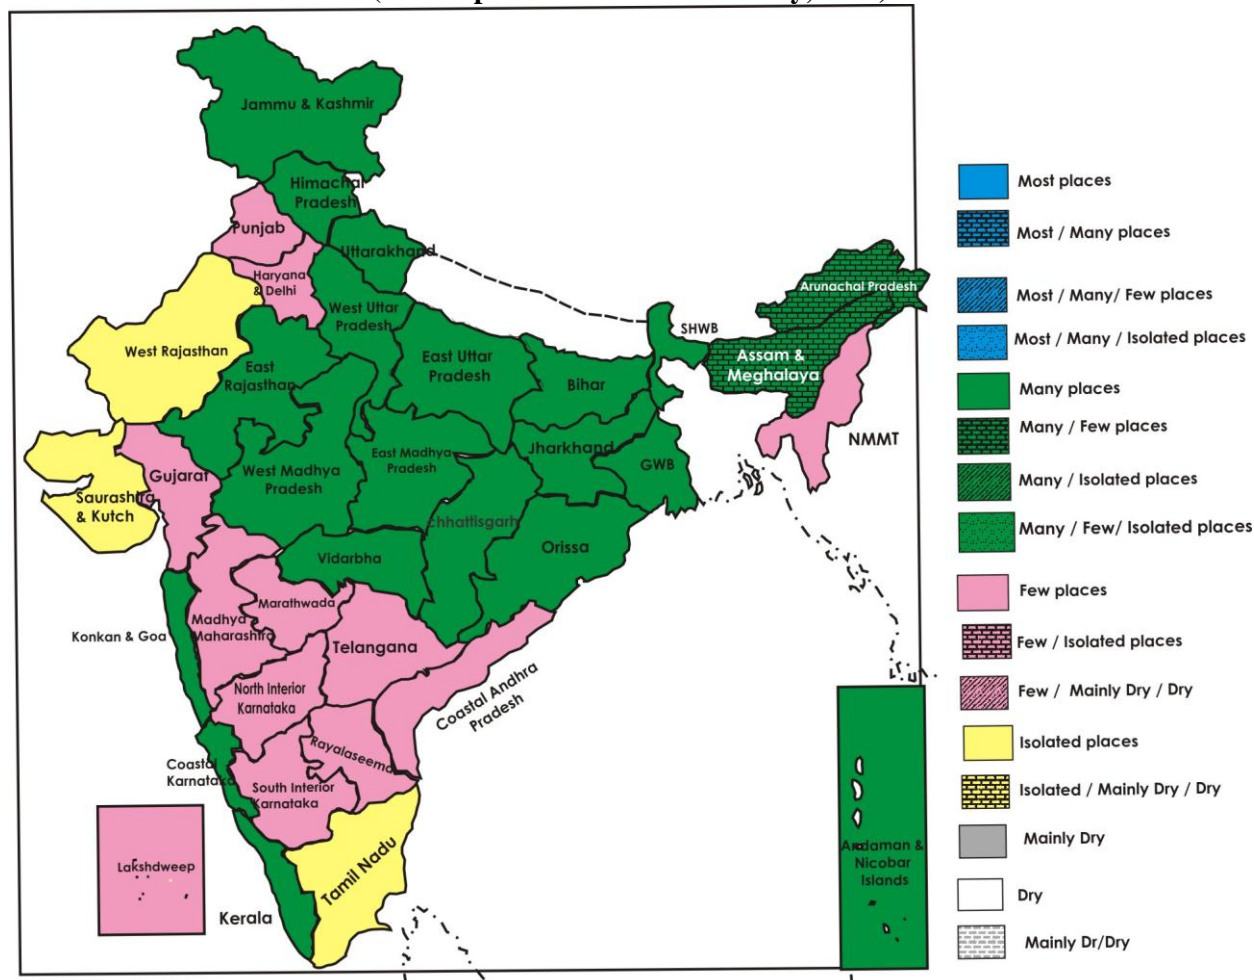 Jammu & Kashmir
Himachal
Pradesh
Punjab
Uttarakhand
Haryana
& Delhi
West Uttar
Pradesh
West Rajasthan
East
Rajasthan
East Uttar
Pradesh
Bihar
SHWB
Arunachal Pradesh
Assam &
Meghalaya
NMMT
Gujarat
Saurashtra
& Kutch
West Madhya
Pradesh
East Madhya
Pradesh
Jharkhand
GWB
Chhattisgarh
Orissa
Vidarbha
Marathwada
Madhya
Maharashtra
Konkan & Goa
Telangana
North Interior
Karnataka
Coastal Andhra
Pradesh
Rayalaseema
Coastal
Karnataka
South Interior
Karnataka
Lakshdweep
Kerala
Tamil Nadu
Andaman &
Nicobar
Islands
Most places
Most / Many places
Most / Many/ Few places
Most / Many / Isolated places
Many places
Many / Few places
Many / Isolated places
Many / Few/ Isolated places
Few places
Few / Isolated places
Few / Mainly Dry / Dry
Isolated places
Isolated / Mainly Dry / Dry
Mainly Dry
Dry
Mainly Dr/Dry